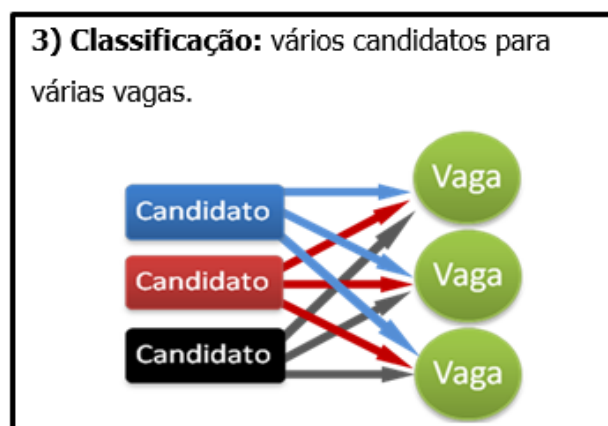 3) Classificação: vários candidatos para
várias vagas.
Candidato
Candidato
Candidato
Vaga
Vaga
Vaga